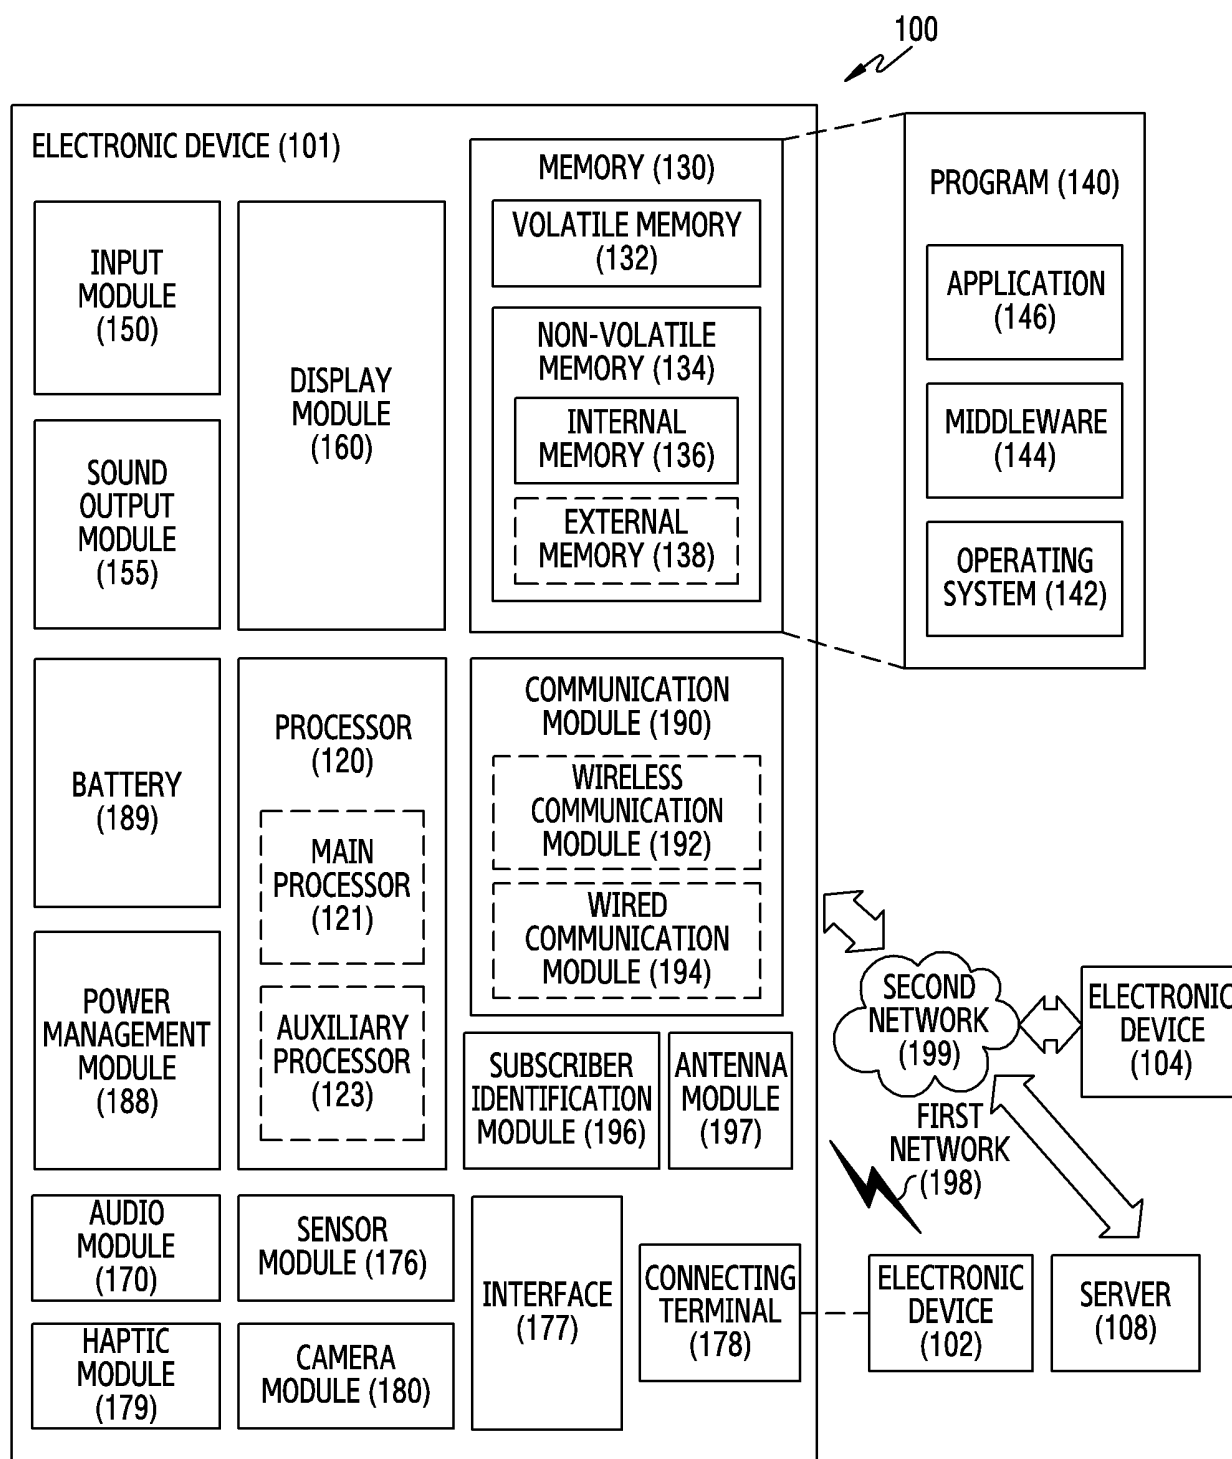 100
ELECTRONIC DEVICE (101)
INPUT
MODULE
(150)
SOUND
OUTPUT
MODULE
(155)
DISPLAY
MODULE
(160)
MEMORY (130)
VOLATILE MEMORY
(132)
NON-VOLATILE
MEMORY (134)
INTERNAL
MEMORY (136)
EXTERNAL
MEMORY (138)
PROGRAM (140)
APPLICATION
(146)
MIDDLEWARE
(144)
OPERATING
SYSTEM (142)
BATTERY
(189)
POWER
MANAGEMENT
MODULE
(188)
PROCESSOR
(120)
MAIN
PROCESSOR
(121)
AUXILIARY
PROCESSOR
(123)
COMMUNICATION
MODULE (190)
WIRELESS
COMMUNICATION
MODULE (192)
WIRED
COMMUNICATION
MODULE (194)
SUBSCRIBER
IDENTIFICATION
MODULE (196)
ANTENNA
MODULE
(197)
SECOND
NETWORK
(199)
ELECTRONIC
DEVICE
(104)
FIRST
NETWORK
(198)
AUDIO
MODULE
(170)
SENSOR
MODULE (176)
INTERFACE
(177)
CONNECTING
TERMINAL
(178)
ELECTRONIC
DEVICE
(102)
SERVER
(108)
HAPTIC
MODULE
(179)
CAMERA
MODULE (180)